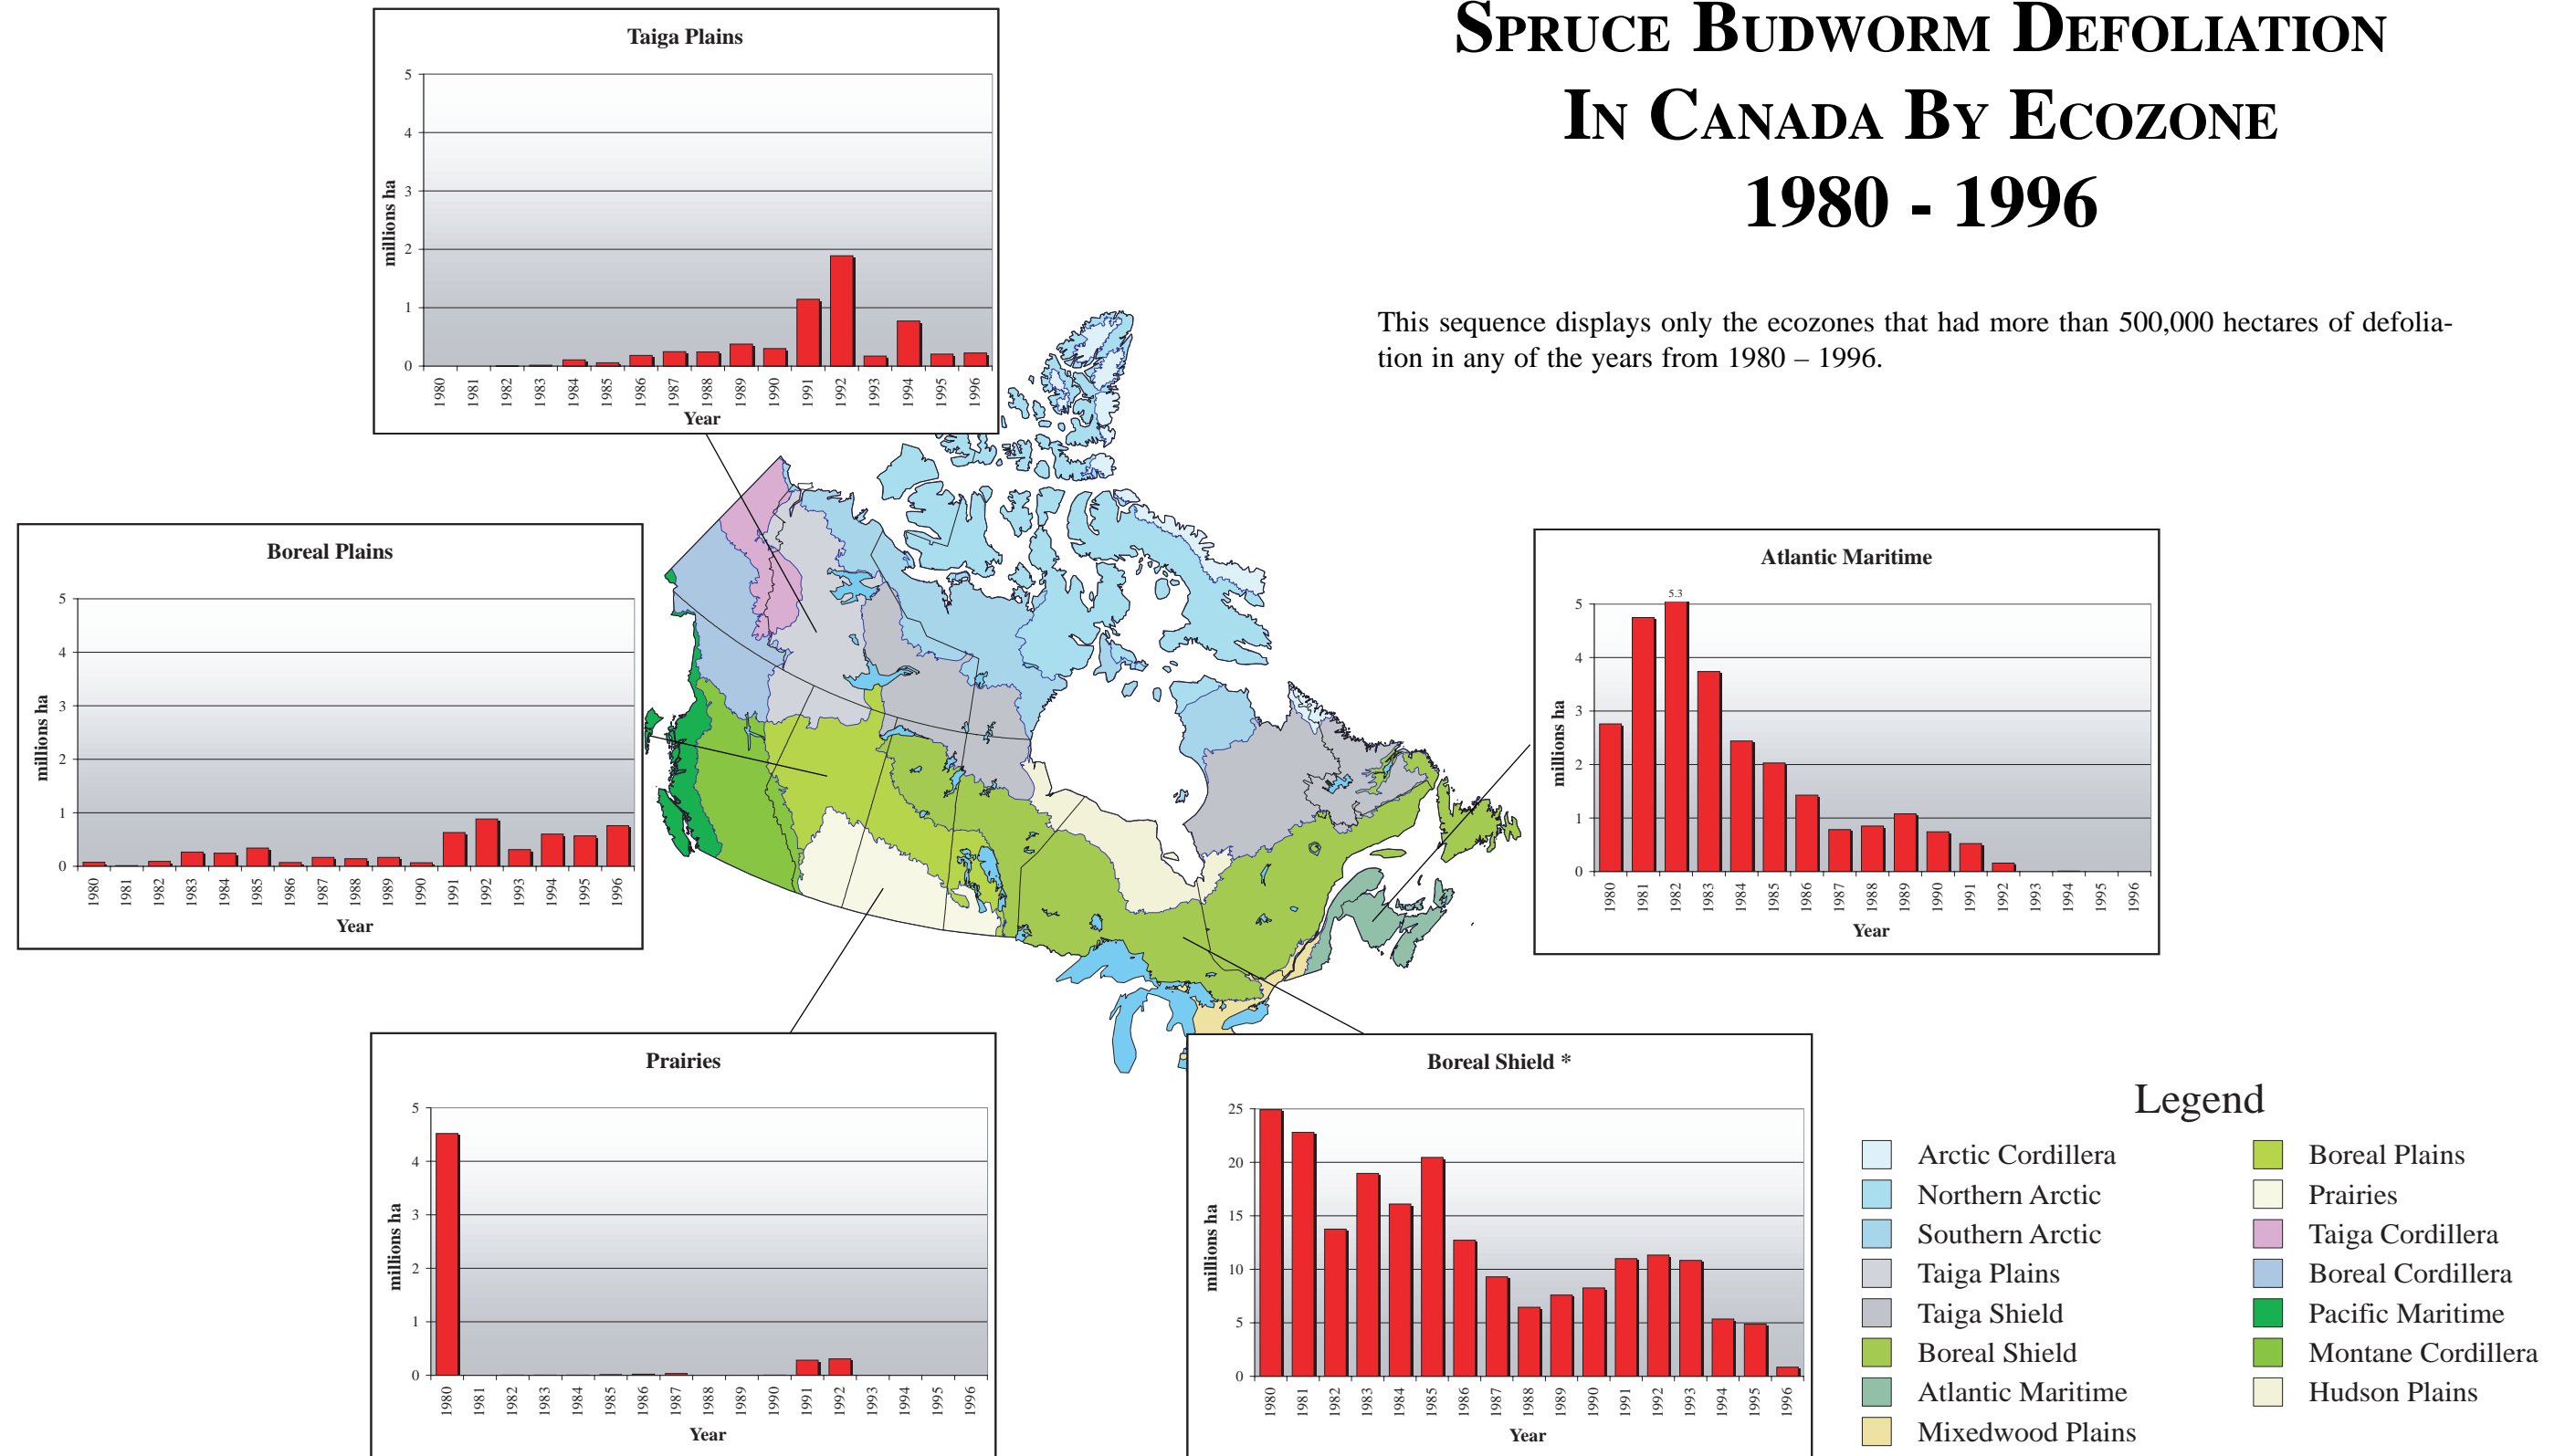 SPRUCE BUDWORM DEFOLIATION
IN CANADA BY ECOZONE
1980 - 1996
This sequence displays only the ecozones that had more than 500,000 hectares of defolia-
tion in any of the years from 1980 – 1996.
Taiga Plains
millions ha
5
4
3
2
1
0
1980 1981 1982 1983 1984 1985 1986 1987 1988 1989 1990 1991 1992 1993 1994 1995 1996
Year
Boreal Plains
millions ha
5
4
3
2
1
0
1980 1981 1982 1983 1984 1985 1986 1987 1988 1989 1990 1991 1992 1993 1994 1995 1996
Year
Atlantic Maritime
5.3
millions ha
5
4
3
2
1
0
1980 1981 1982 1983 1984 1985 1986 1987 1988 1989 1990 1991 1992 1993 1994 1995 1996
Year
Prairies
millions ha
5
4
3
2
1
0
1980 1981 1982 1983 1984 1985 1986 1987 1988 1989 1990 1991 1992 1993 1994 1995 1996
Year
Boreal Shield *
millions ha
25
20
15
10
5
0
1980 1981 1982 1983 1984 1985 1986 1987 1988 1989 1990 1991 1992 1993 1994 1995 1996
Year
Legend
Arctic Cordillera
Northern Arctic
Southern Arctic
Taiga Plains
Taiga Shield
Boreal Shield
Atlantic Maritime
Mixedwood Plains
Boreal Plains
Prairies
Taiga Cordillera
Boreal Cordillera
Pacific Maritime
Montane Cordillera
Hudson Plains